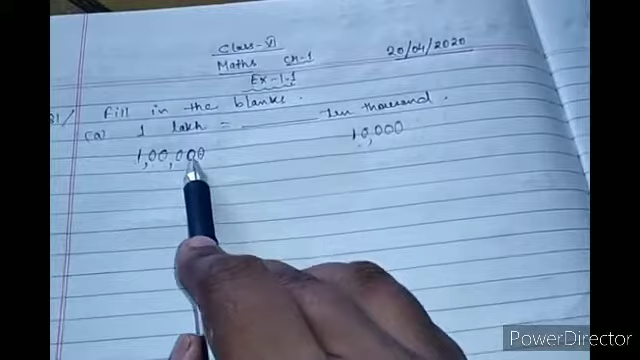 Class-VI
Maths CH-1 20/04/2020
Ex-1.1
Q1/ Fill in the blanks.
(a) 1 lakh = ______ ten thousand.
1,00,000 10,000
PowerDirector